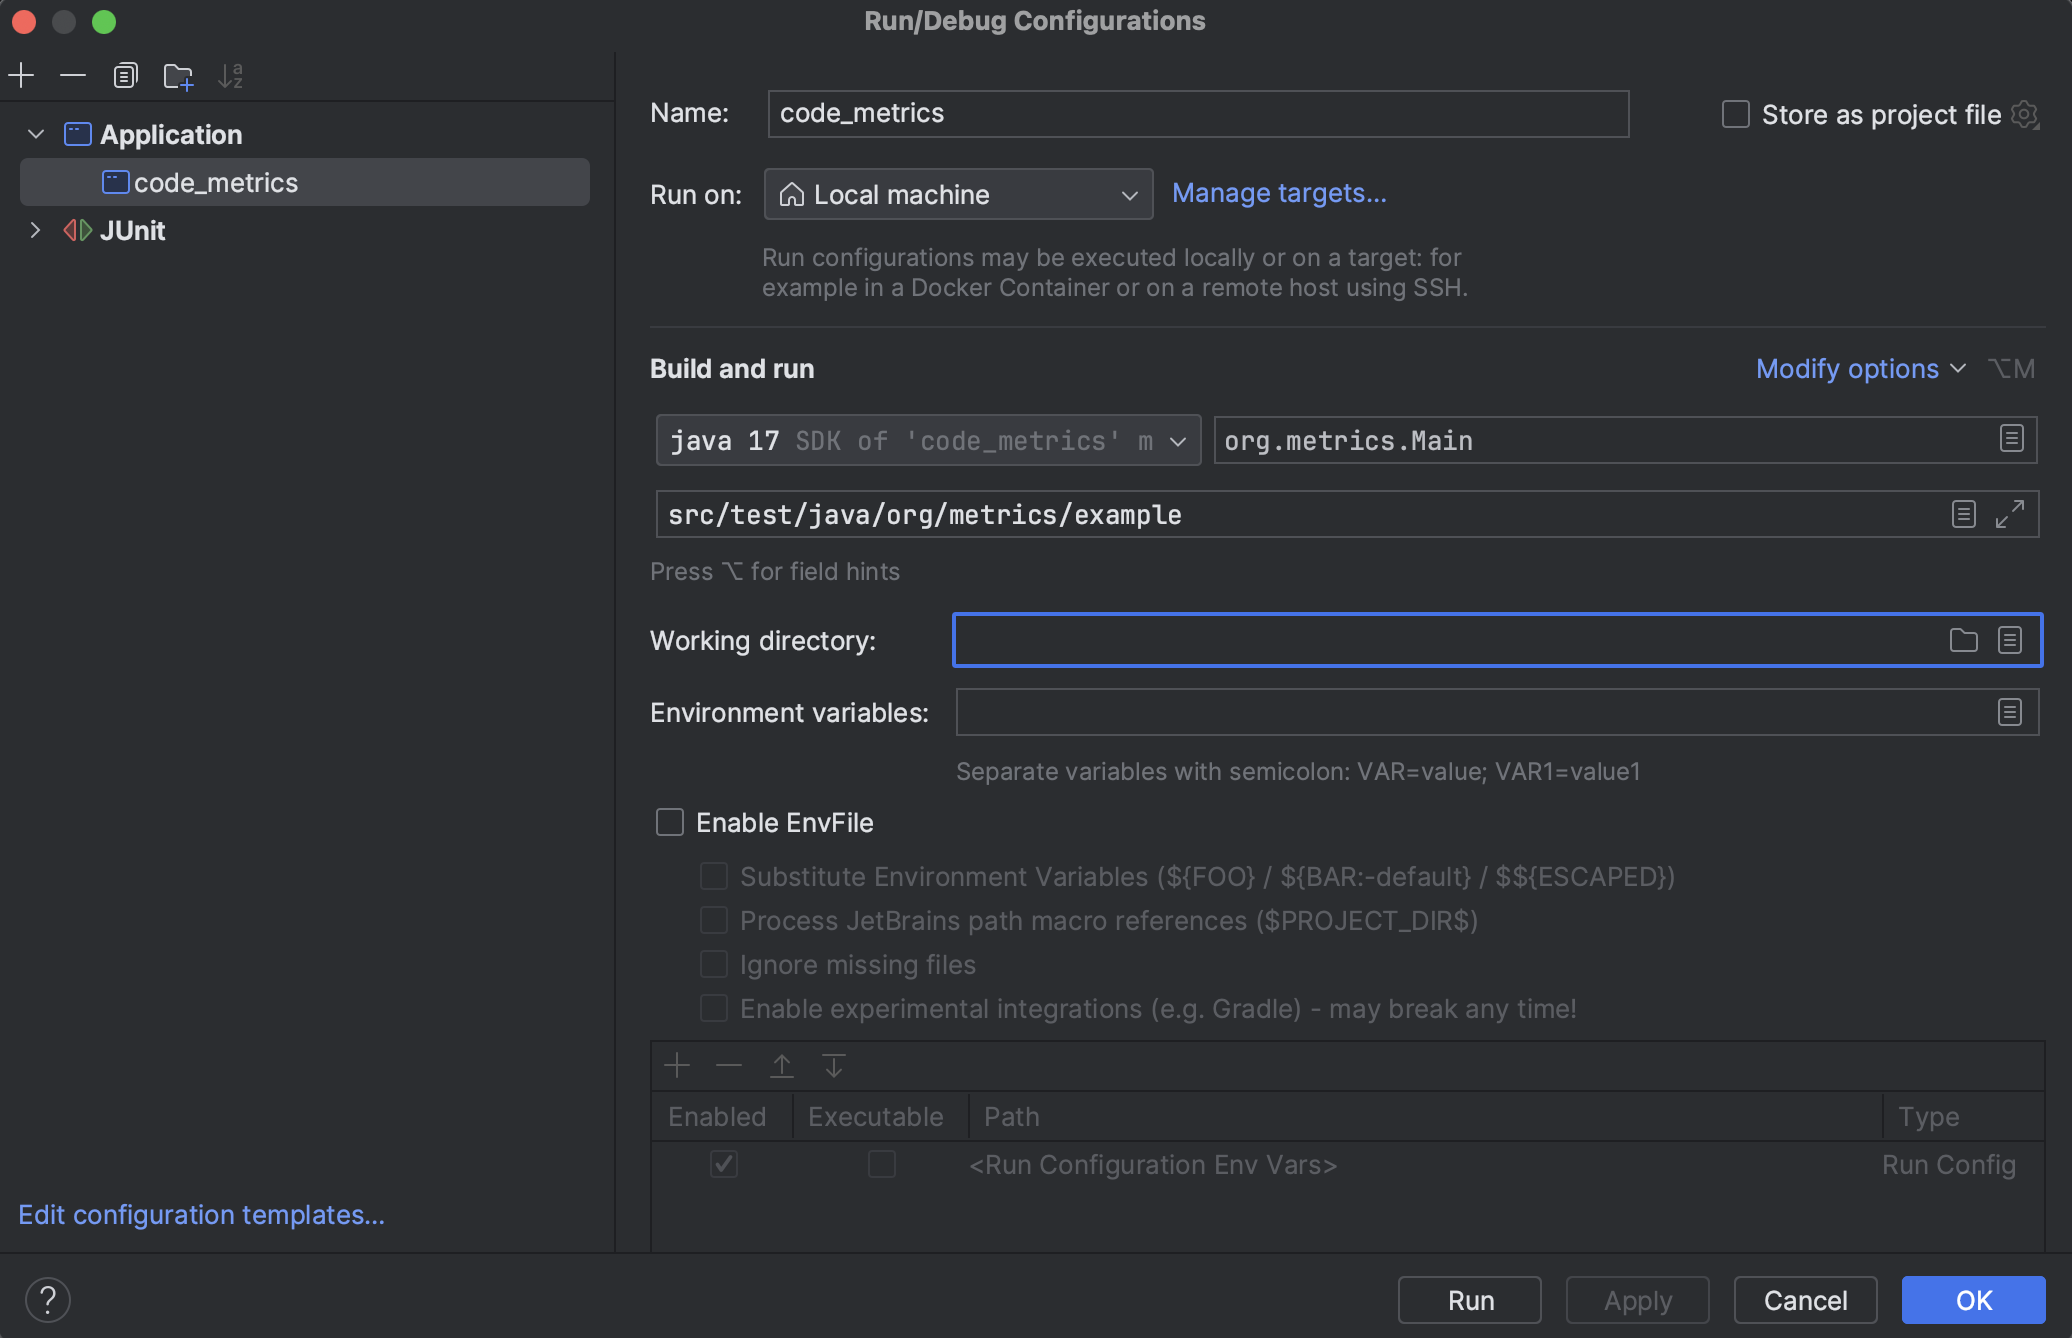 Run/Debug Configurations
Application
code_metrics
JUnit
Edit configuration templates...
Name: code_metrics
Store as project file
Run on: Local machine Manage targets...
Run configurations may be executed locally or on a target: for
example in a Docker Container or on a remote host using SSH.
Build and run
Modify options ⌥M
java 17 SDK of 'code_metrics' m
org.metrics.Main
src/test/java/org/metrics/example
Press ⌥ for field hints
Working directory:
Environment variables:
Separate variables with semicolon: VAR=value; VAR1=value1
Enable EnvFile
Substitute Environment Variables (${FOO} / ${BAR:-default} / $${ESCAPED})
Process JetBrains path macro references ($PROJECT_DIR$)
Ignore missing files
Enable experimental integrations (e.g. Gradle) - may break any time!
Enabled Executable Path Type
<Run Configuration Env Vars> Run Config
? Run Apply Cancel OK